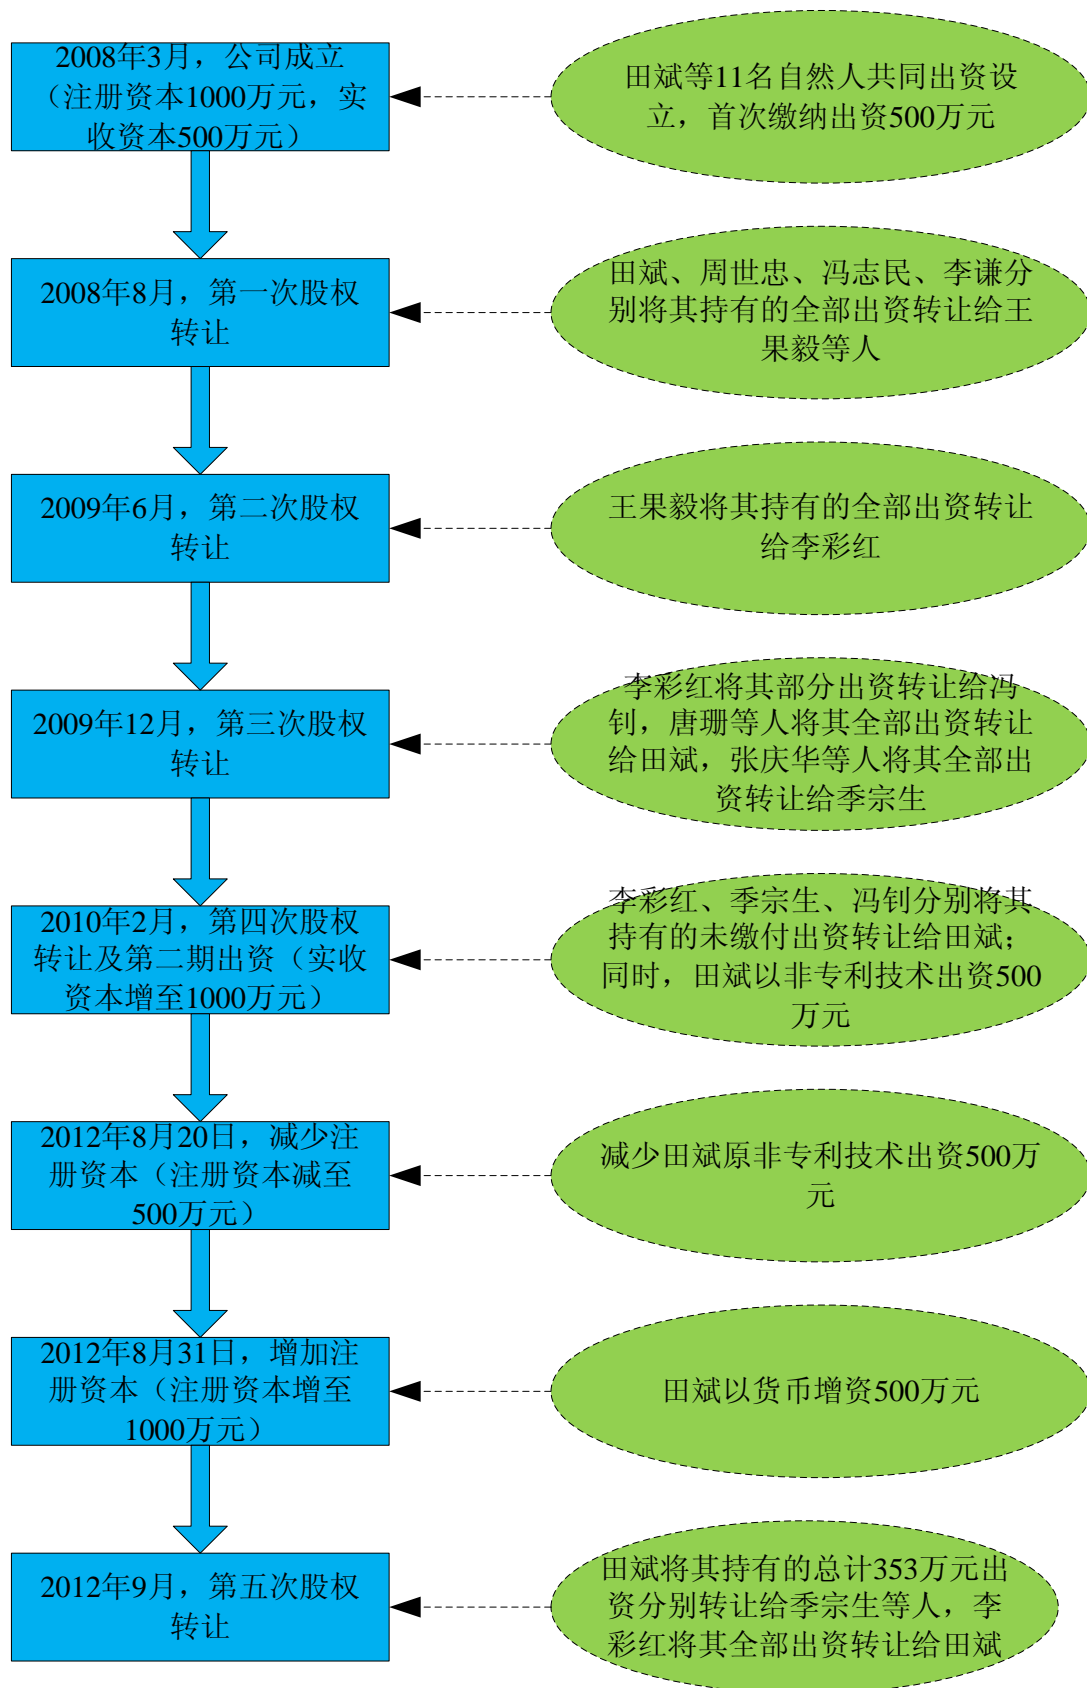 2008年3月，公司成立
（注册资本1000万元，实
收资本500万元）
田斌等11名自然人共同出资设
立，首次缴纳出资500万元
2008年8月，第一次股权
转让
田斌、周世忠、冯志民、李谦分
别将其持有的全部出资转让给王
果毅等人
2009年6月，第二次股权
转让
王果毅将其持有的全部出资转让
给李彩红
2009年12月，第三次股权
转让
李彩红将其部分出资转让给冯
钊，唐珊等人将其全部出资转让
给田斌，张庆华等人将其全部出
资转让给季宗生
2010年2月，第四次股权
转让及第二期出资（实收
资本增至1000万元）
李彩红、季宗生、冯钊分别将其
持有的未缴付出资转让给田斌；
同时，田斌以非专利技术出资500
万元
2012年8月20日，减少注
册资本（注册资本减至
500万元）
减少田斌原非专利技术出资500万
元
2012年8月31日，增加注
册资本（注册资本增至
1000万元）
田斌以货币增资500万元
2012年9月，第五次股权
转让
田斌将其持有的总计353万元出
资分别转让给季宗生等人，李
彩红将其全部出资转让给田斌